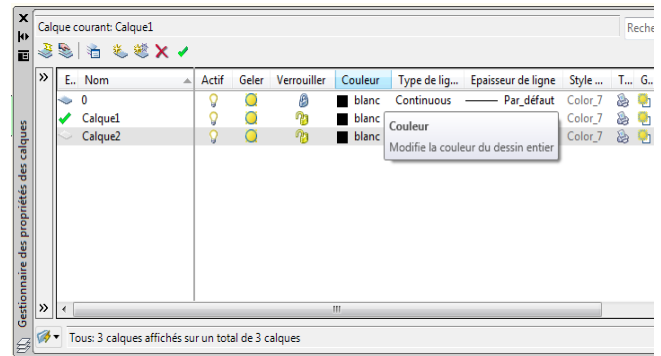 Calque courant: Calque1
Reche
E.. Nom Actif Geler Verrouiller Couleur Type de lig... Epaisseur de ligne Style ... T... G..
0 blanc Continuous Par_défaut Color_7
Calque1 blanc Color_7
Calque2 blanc Color_7
Couleur
Modifie la couleur du dessin entier
Gestionnaire des propriétés des calques
Tous: 3 calques affichés sur un total de 3 calques